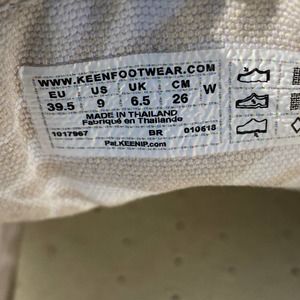 WWW.KEENFOOTWEAR.COM
EU US UK CM W
39.5 9 6.5 26
MADE IN THAILAND
Fabriqué en Thaïlande
1017967 BR 010618
Pat.KEENIP.com